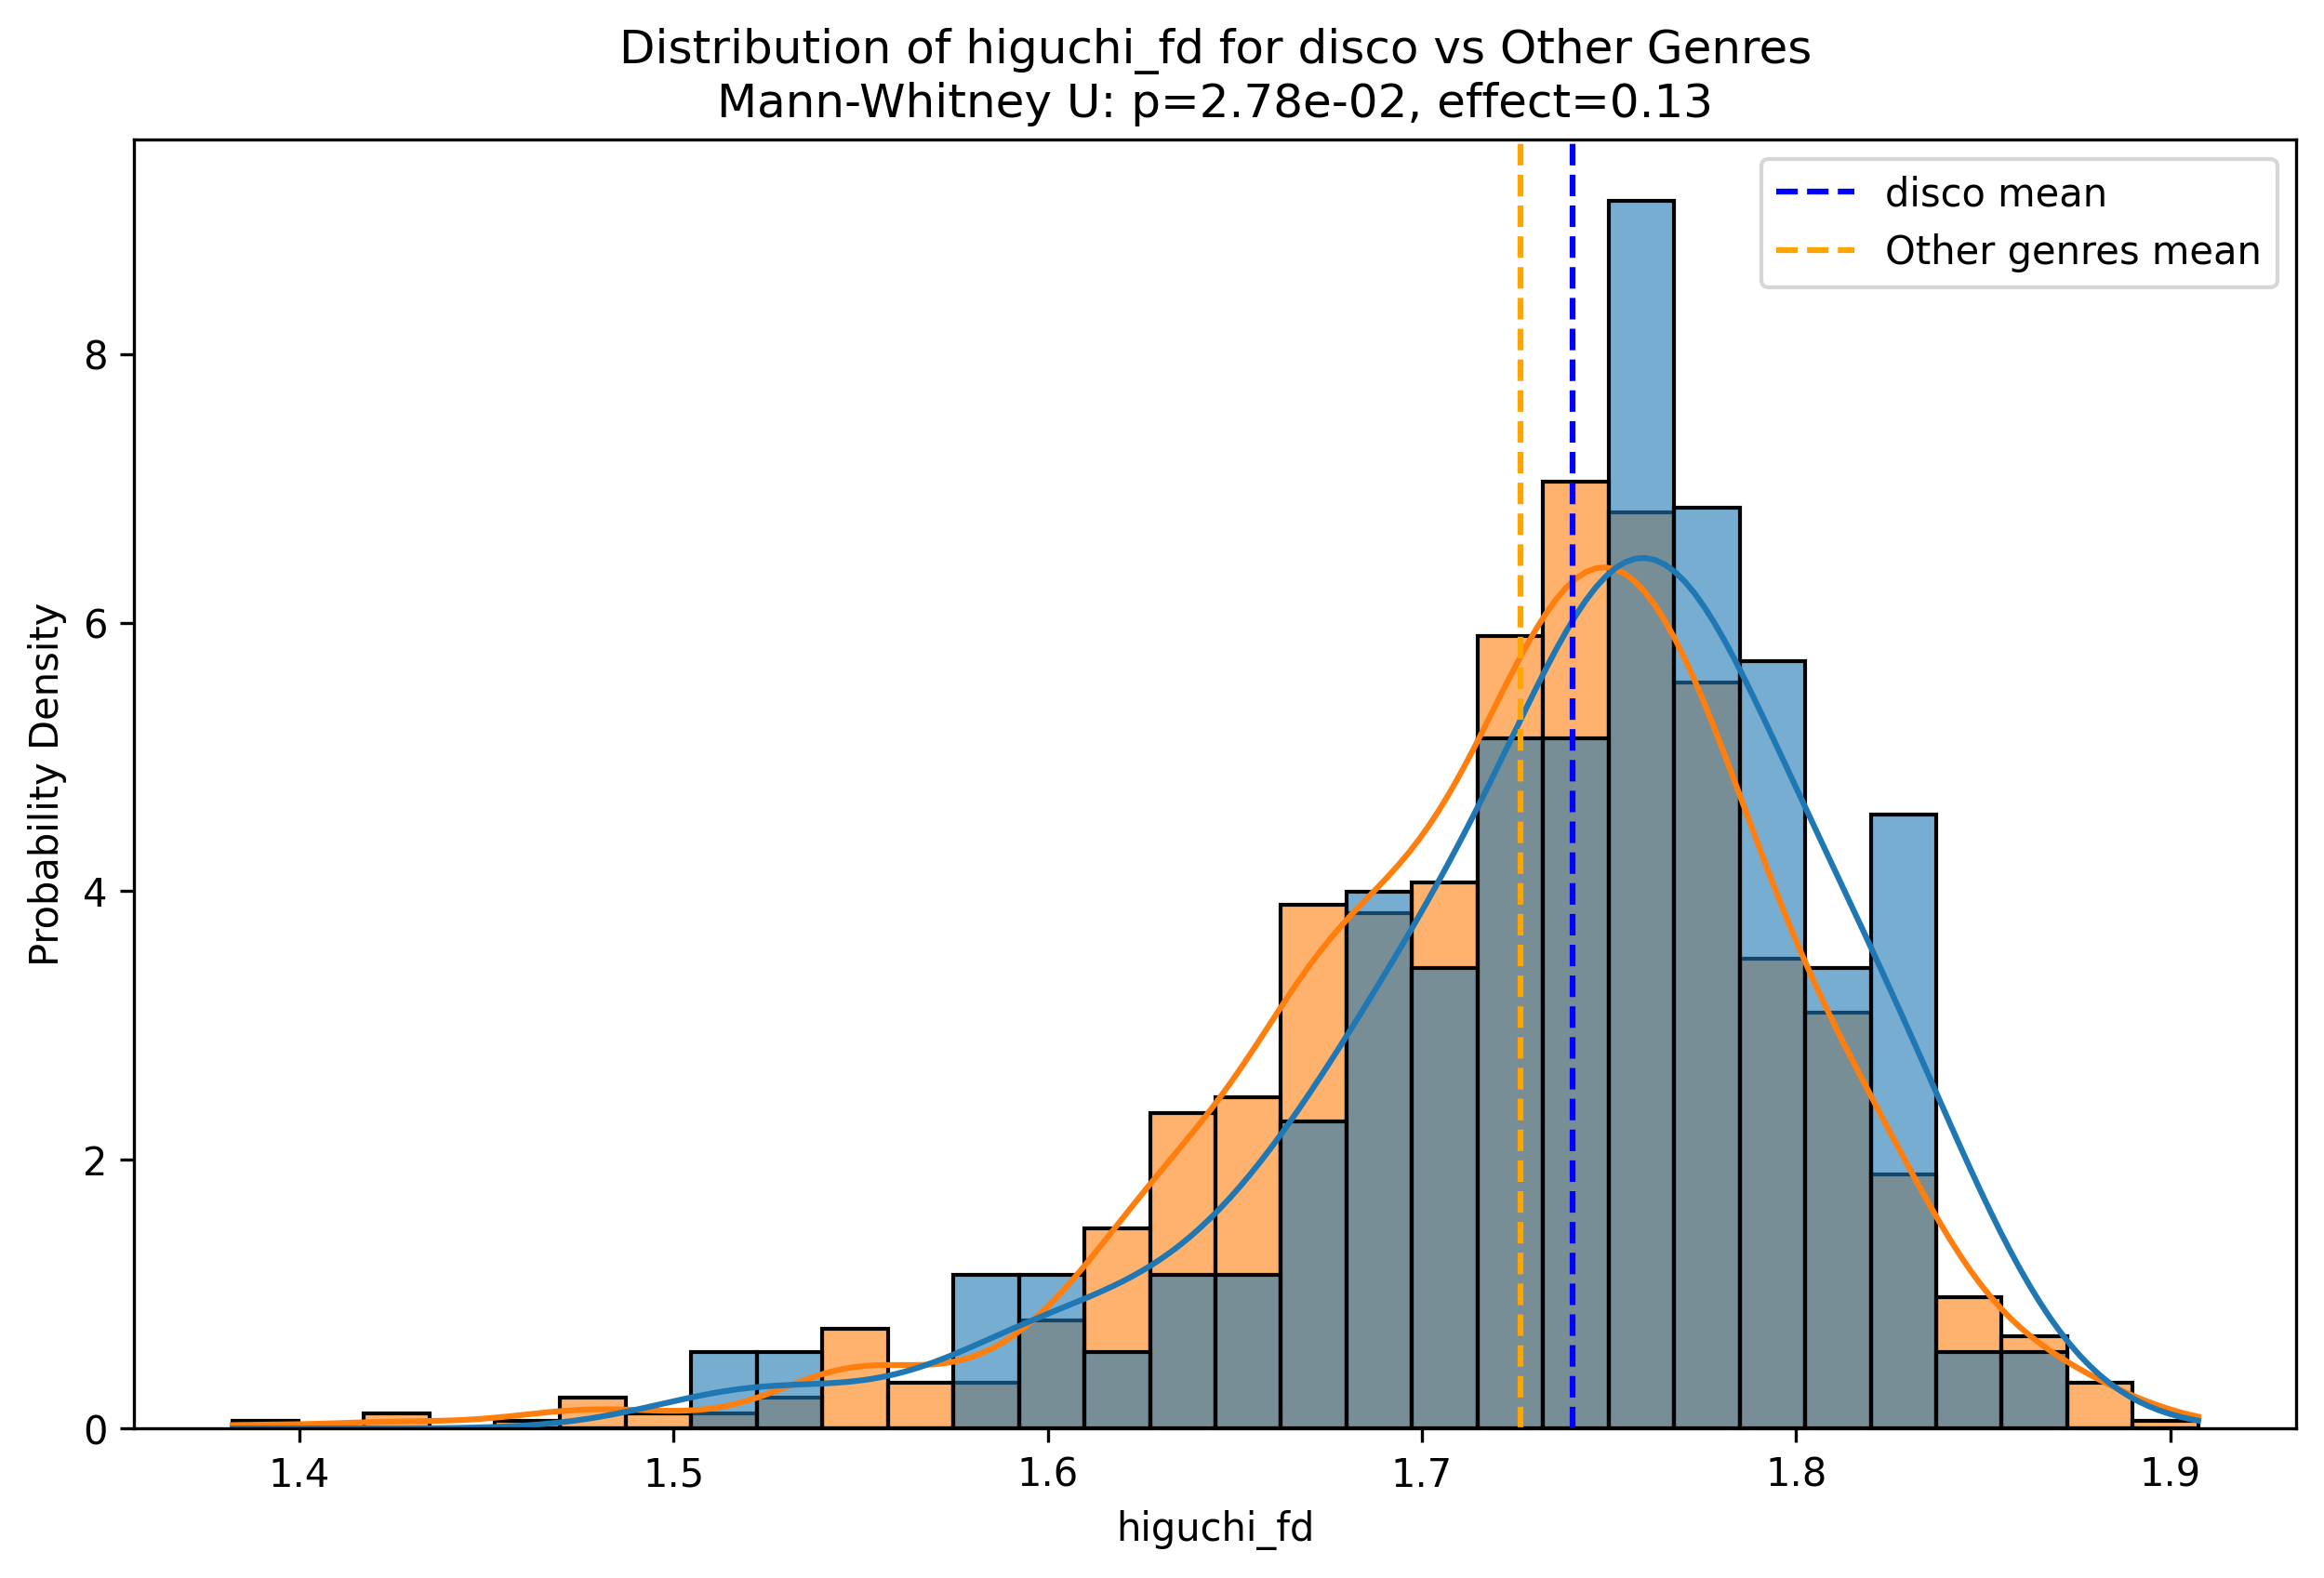 Distribution of higuchi_fd for disco vs Other Genres
Mann-Whitney U: p=2.78e-02, effect=0.13
disco mean
Other genres mean
Probability Density
8
6
4
2
0
1.4
1.5
1.6
1.7
1.8
1.9
higuchi_fd